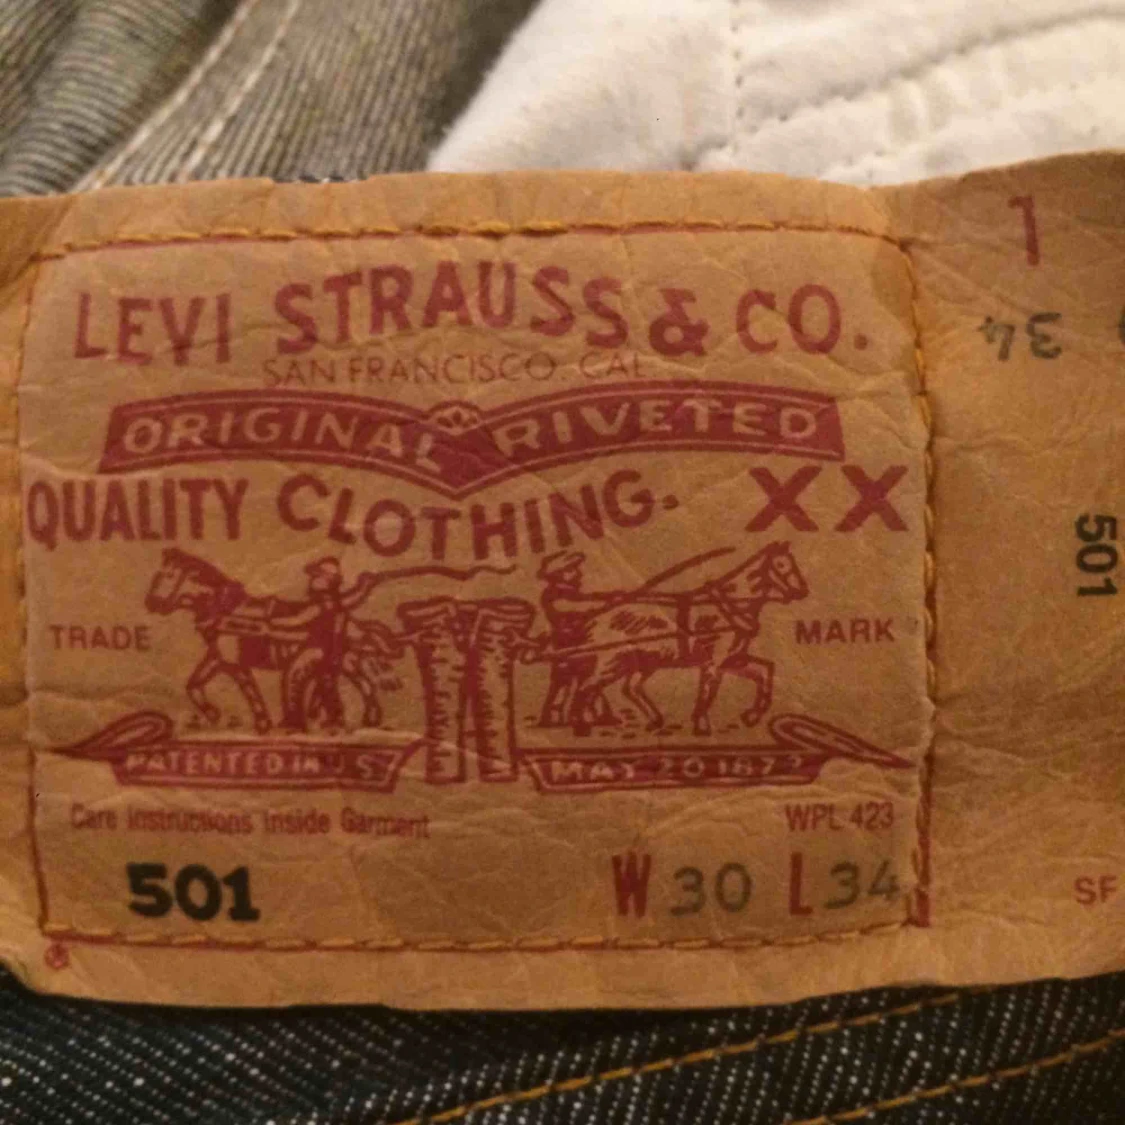 LEVI STRAUSS & CO.
SAN FRANCISCO, CAL.
ORIGINAL RIVETED
QUALITY CLOTHING. XX
TRADE MARK
PATENTED IN U S MAY 20 1873
Care Instructions Inside Garment WPL 423
501 W 30 L 34
L
34
501
SF